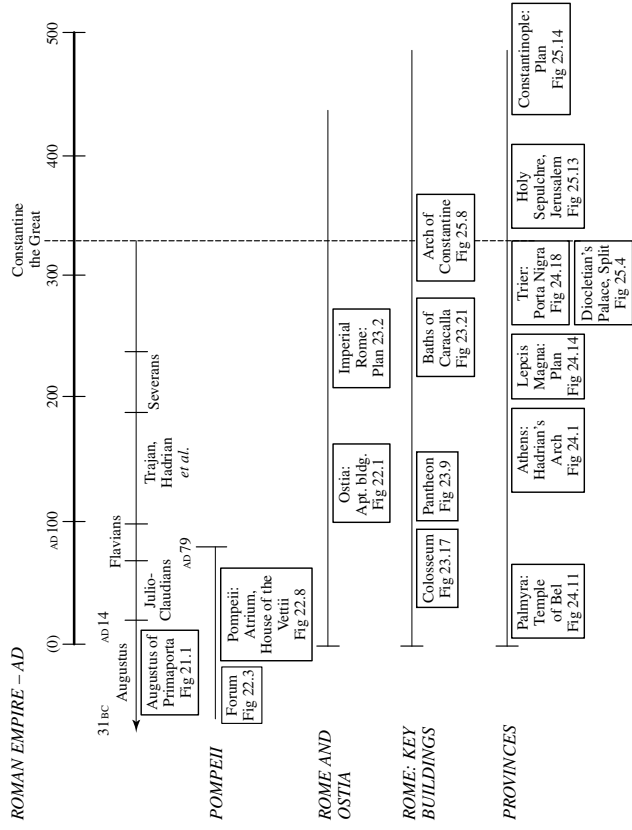 ROMAN EMPIRE – AD
Constantine
the Great
(0)
AD 100
200
300
400
500
31 BC
AD 14
Augustus
Julio-
Claudians
Flavians
Trajan,
Hadrian
et al.
Severans
Augustus of
Primaporta
Fig 21.1
POMPEII
AD 79
Forum
Fig 22.3
Pompeii:
Atrium,
House of the
Vettii
Fig 22.8
ROME AND
OSTIA
Ostia:
Apt. bldg.
Fig 22.1
Imperial
Rome:
Plan 23.2
ROME: KEY
BUILDINGS
Colosseum
Fig 23.17
Pantheon
Fig 23.9
Baths of
Caracalla
Fig 23.21
Arch of
Constantine
Fig 25.8
PROVINCES
Palmyra:
Temple
of Bel
Fig 24.11
Athens:
Hadrian's
Arch
Fig 24.1
Lepcis
Magna:
Plan
Fig 24.14
Trier:
Porta Nigra
Fig 24.18
Diocletian's
Palace, Split
Fig 25.4
Holy
Sepulchre,
Jerusalem
Fig 25.13
Constantinople:
Plan
Fig 25.14